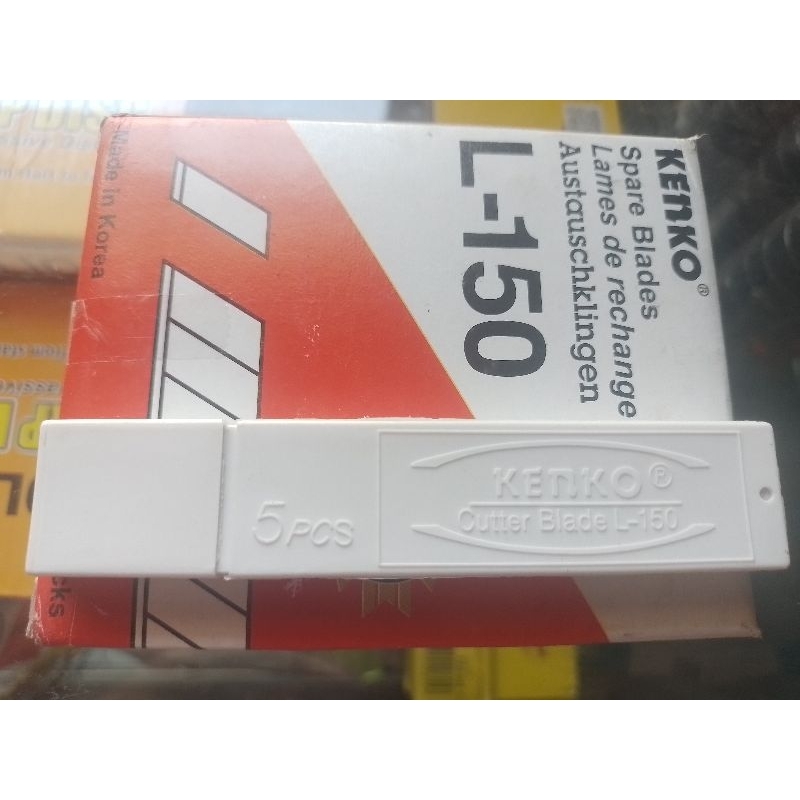 KENKO®
Spare Blades
Lames de rechange
Austauschklingen
L-150
Made in Korea
KENKO®
Cutter Blade L-150
5PCS